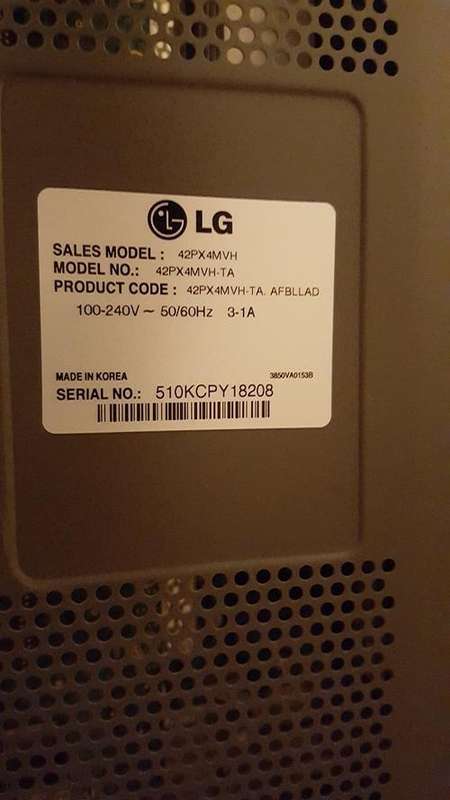 LG
SALES MODEL : 42PX4MVH
MODEL NO.: 42PX4MVH-TA
PRODUCT CODE : 42PX4MVH-TA. AFBLLAD
100-240V ~ 50/60Hz 3-1A
MADE IN KOREA 3850VA0153B
SERIAL NO.: 510KCPY18208